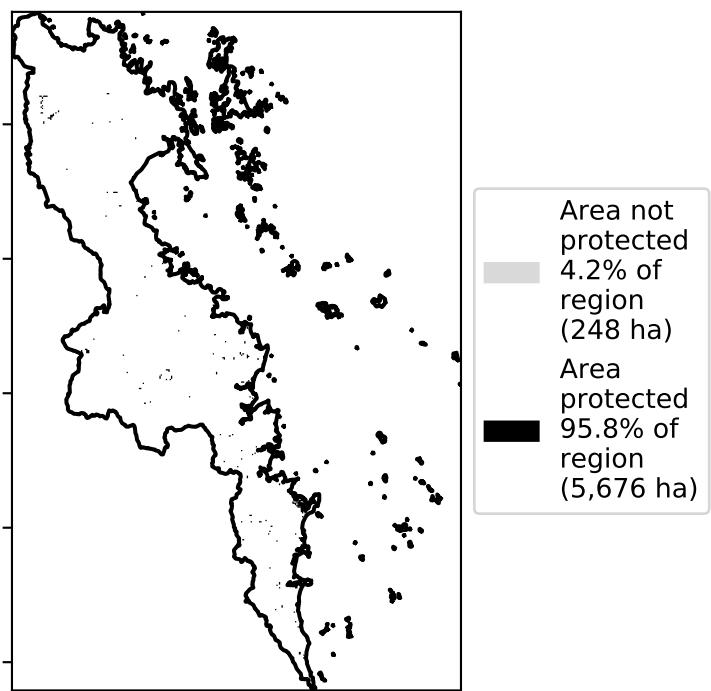 Area not
protected
4.2% of
region
(248 ha)
Area
protected
95.8% of
region
(5,676 ha)